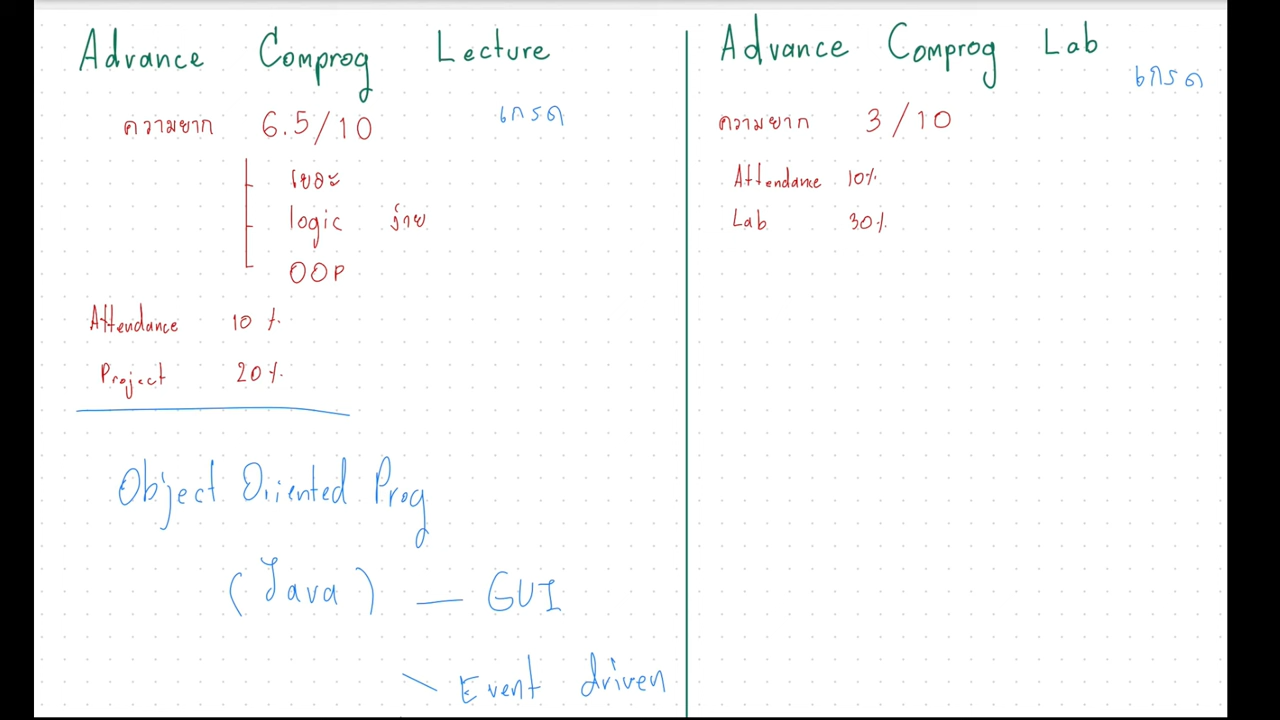 Advance Comprog Lecture
ความยาก 6.5/10 เกรด
เยอะ
logic ง่าย
OOP
Attendance 10%
Project 20%
Object Oriented Prog
(Java) — GUI
Event driven
Advance Comprog Lab
เกรด
ความยาก 3/10
Attendance 10%
Lab 30%